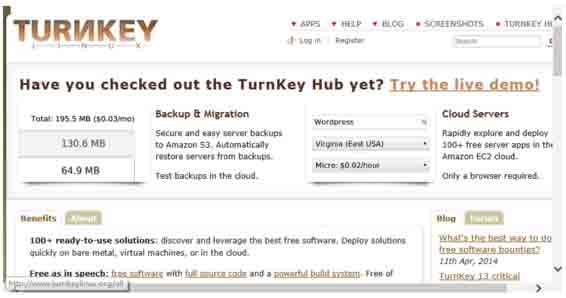 TURNKEY
LINUX
APPS HELP BLOG SCREENSHOTS TURNKEY
Log in | Register
Search
Have you checked out the TurnKey Hub yet? Try the live demo!
Total: 195.5 MB ($0.03/mo)
130.6 MB
64.9 MB
Backup & Migration
Secure and easy server backups
to Amazon S3. Automatically
restore servers from backups.
Test backups in the cloud.
Wordpress
Virginia (East USA)
Micro: $0.02/hour
Cloud Servers
Rapidly explore and deploy
100+ free server apps in the
Amazon EC2 cloud.
Only a browser required.
Benefits About
100+ ready-to-use solutions: discover and leverage the best free software. Deploy solutions
quickly on bare metal, virtual machines, or in the cloud.
Free as in speech: free software with full source code and a powerful build system. Free of
Blog Forum
What's the best way to do
free software bounties?
11th Apr, 2014
TurnKey 13 critical
http://www.turnkeylinux.org/all